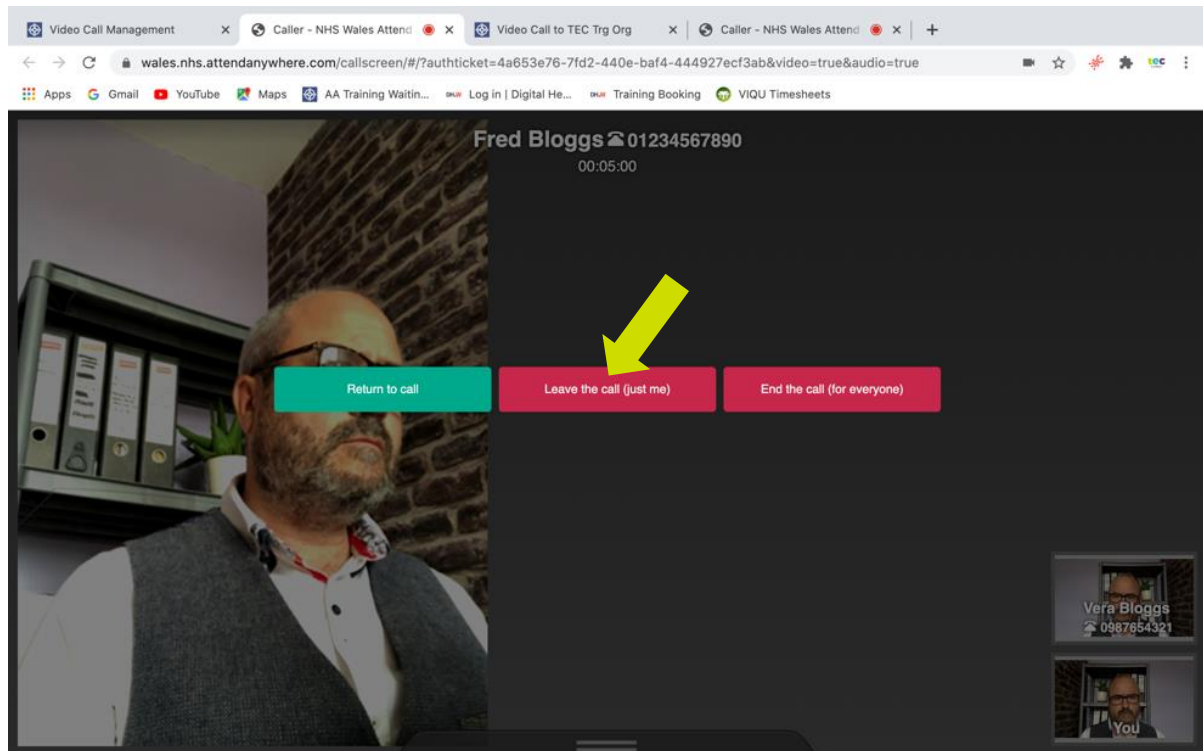 Video Call Management
Caller - NHS Wales Attend
Video Call to TEC Trg Org
Caller - NHS Wales Attend
wales.nhs.attendanywhere.com/callscreen/#/?authticket=4a653e76-7fd2-440e-baf4-444927ecf3ab&video=true&audio=true
tec
Apps
Gmail
YouTube
Maps
AA Training Waitin...
Log in | Digital He...
Training Booking
VIQU Timesheets
Fred Bloggs 01234567890
00:05:00
Return to call
Leave the call (just me)
End the call (for everyone)
Vera Bloggs
0987654321
You